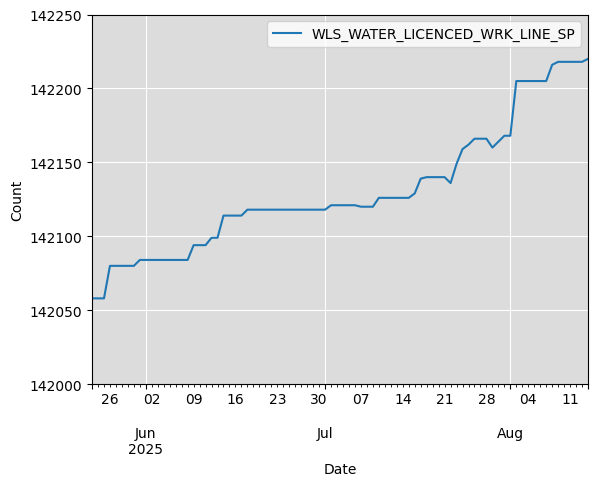 WLS_WATER_LICENCED_WRK_LINE_SP
142250
142200
142150
142100
142050
142000
Count
26 02 09 16 23 30 07 14 21 28 04 11
Jun Jul Aug
2025
Date